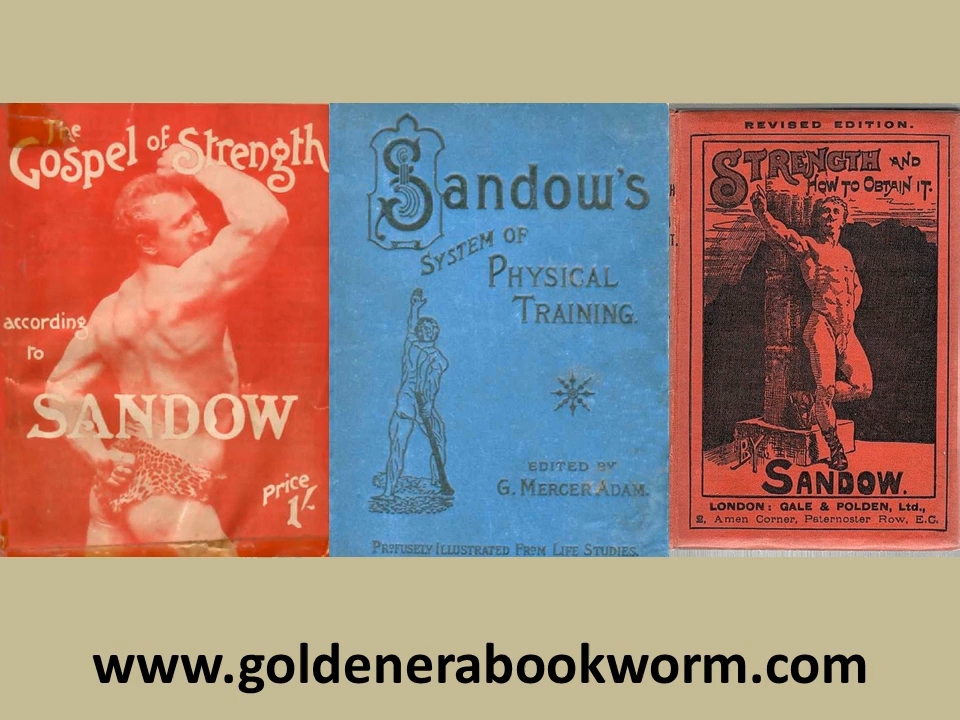 The
Gospel of Strength
according
to
SANDOW
Price
1/-
Sandow's
SYSTEM OF
PHYSICAL
TRAINING.
EDITED BY
G. MERCER ADAM.
PROFUSELY ILLUSTRATED FROM LIFE STUDIES.
REVISED EDITION.
STRENGTH AND
HOW TO OBTAIN IT.
BY
SANDOW.
LONDON: GALE & POLDEN, Ltd.,
2, Amen Corner, Paternoster Row, E.C.
www.goldenerabookworm.com